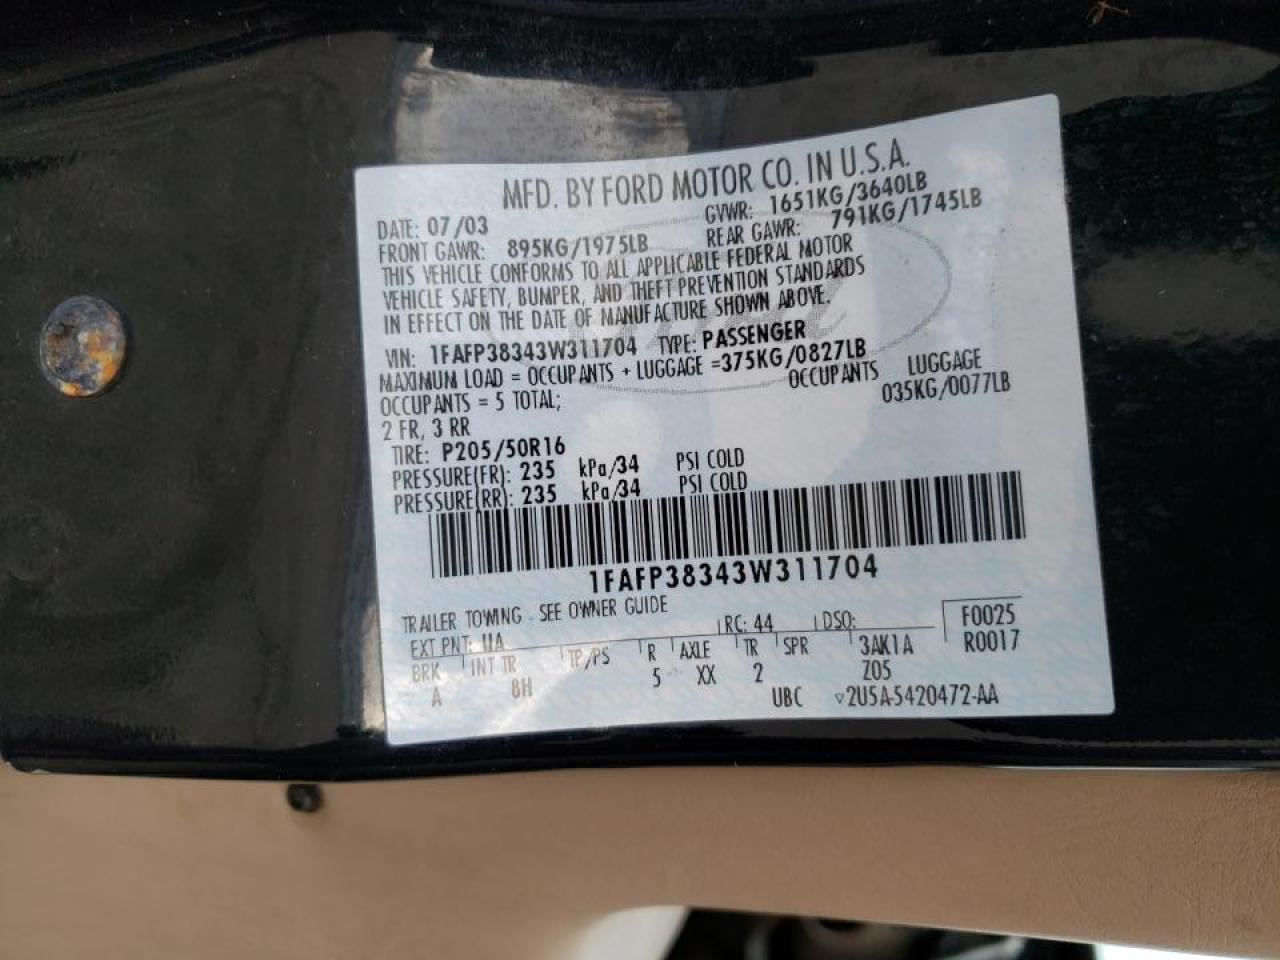 MFD. BY FORD MOTOR CO. IN U.S.A.
DATE: 07/03 GVWR: 1651KG/3640LB
FRONT GAWR: 895KG/1975LB REAR GAWR: 791KG/1745LB
THIS VEHICLE CONFORMS TO ALL APPLICABLE FEDERAL MOTOR
VEHICLE SAFETY, BUMPER, AND THEFT PREVENTION STANDARDS
IN EFFECT ON THE DATE OF MANUFACTURE SHOWN ABOVE.
VIN: 1FAFP38343W311704 TYPE: PASSENGER
MAXIMUM LOAD = OCCUPANTS + LUGGAGE =375KG/0827LB
OCCUPANTS = 5 TOTAL; OCCUPANTS LUGGAGE
2 FR, 3 RR 035KG/0077LB
TIRE: P205/50R16
PRESSURE(FR): 235 kPa/34 PSI COLD
PRESSURE(RR): 235 kPa/34 PSI COLD
1FAFP38343W311704
TRAILER TOWING - SEE OWNER GUIDE
EXT PNT: UA RC: 44 DSO: F0025
BRK INT TR TP/PS R AXLE TR SPR 3AK1A R0017
A 8H 5 XX 2 Z05
UBC ▽2U5A-5420472-AA